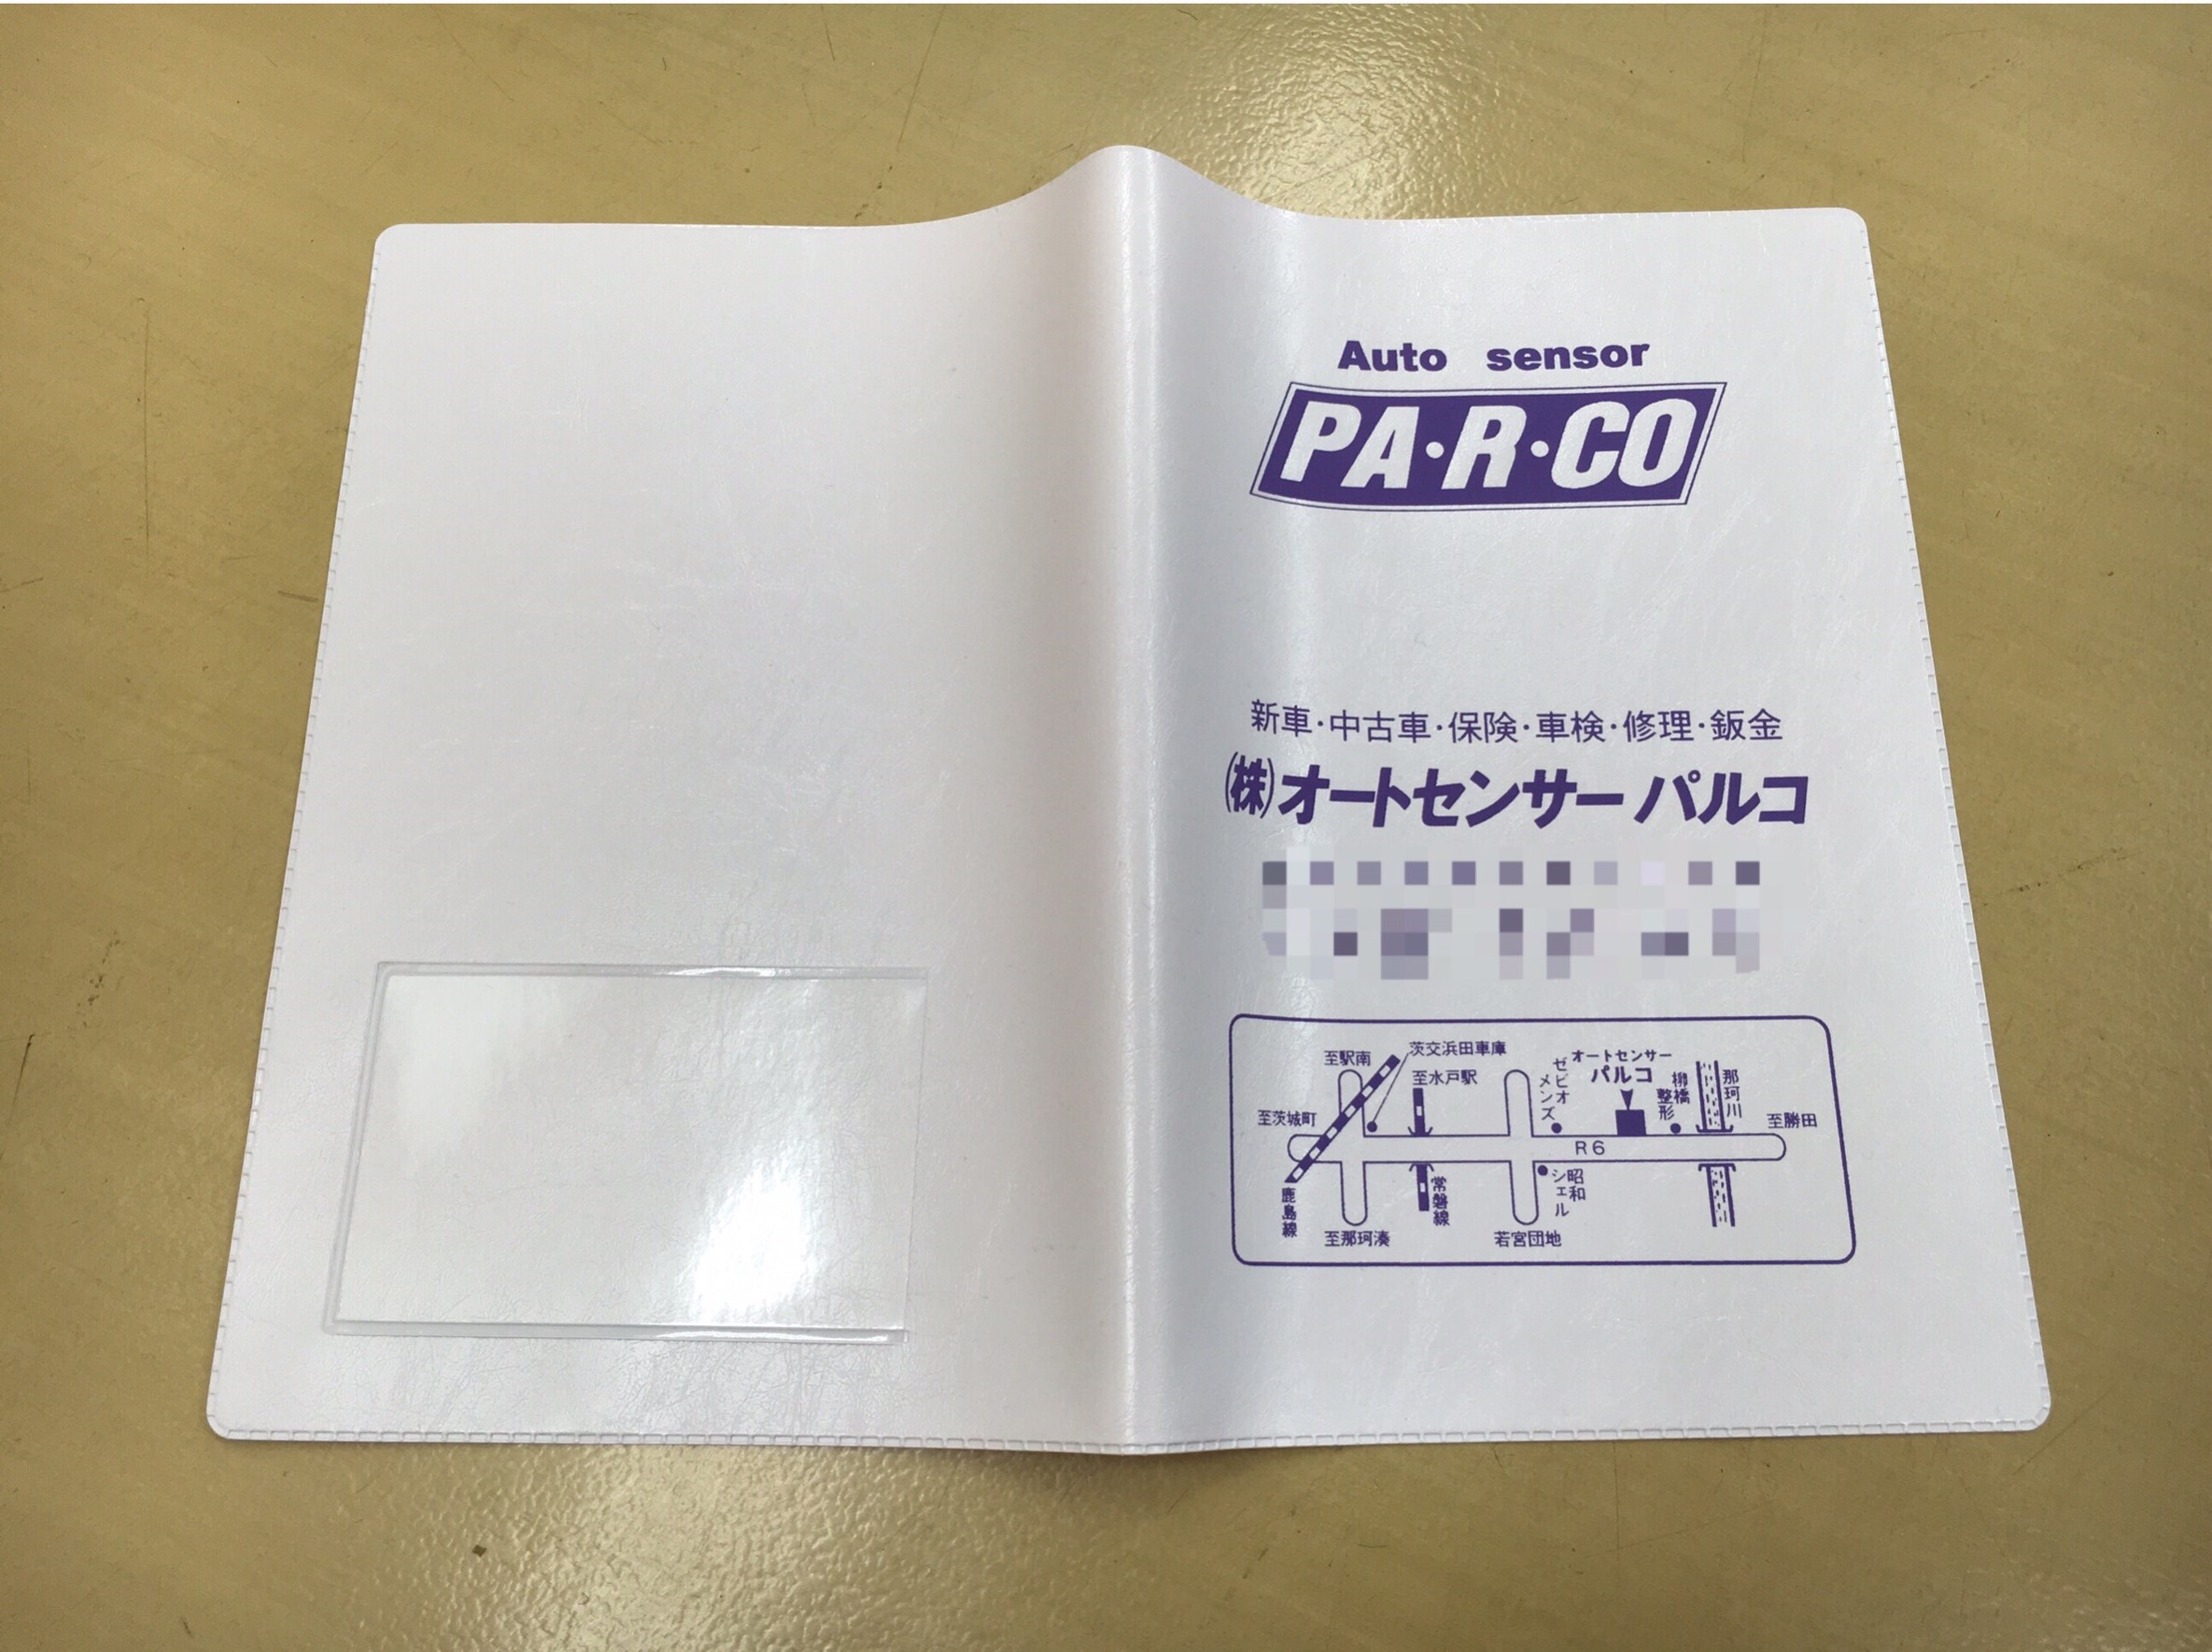 Auto sensor
PA・R・CO
新車・中古車・保険・車検・修理・鈑金
(株)オートセンサーパルコ
至駅南
茨交浜田車庫
至水戸駅
ゼビオ
メンズ
オートセンサー
パルコ
柳橋
整形
那珂川
至茨城町
至勝田
R6
鹿島線
常磐線
昭和
シェル
至那珂湊
若宮団地